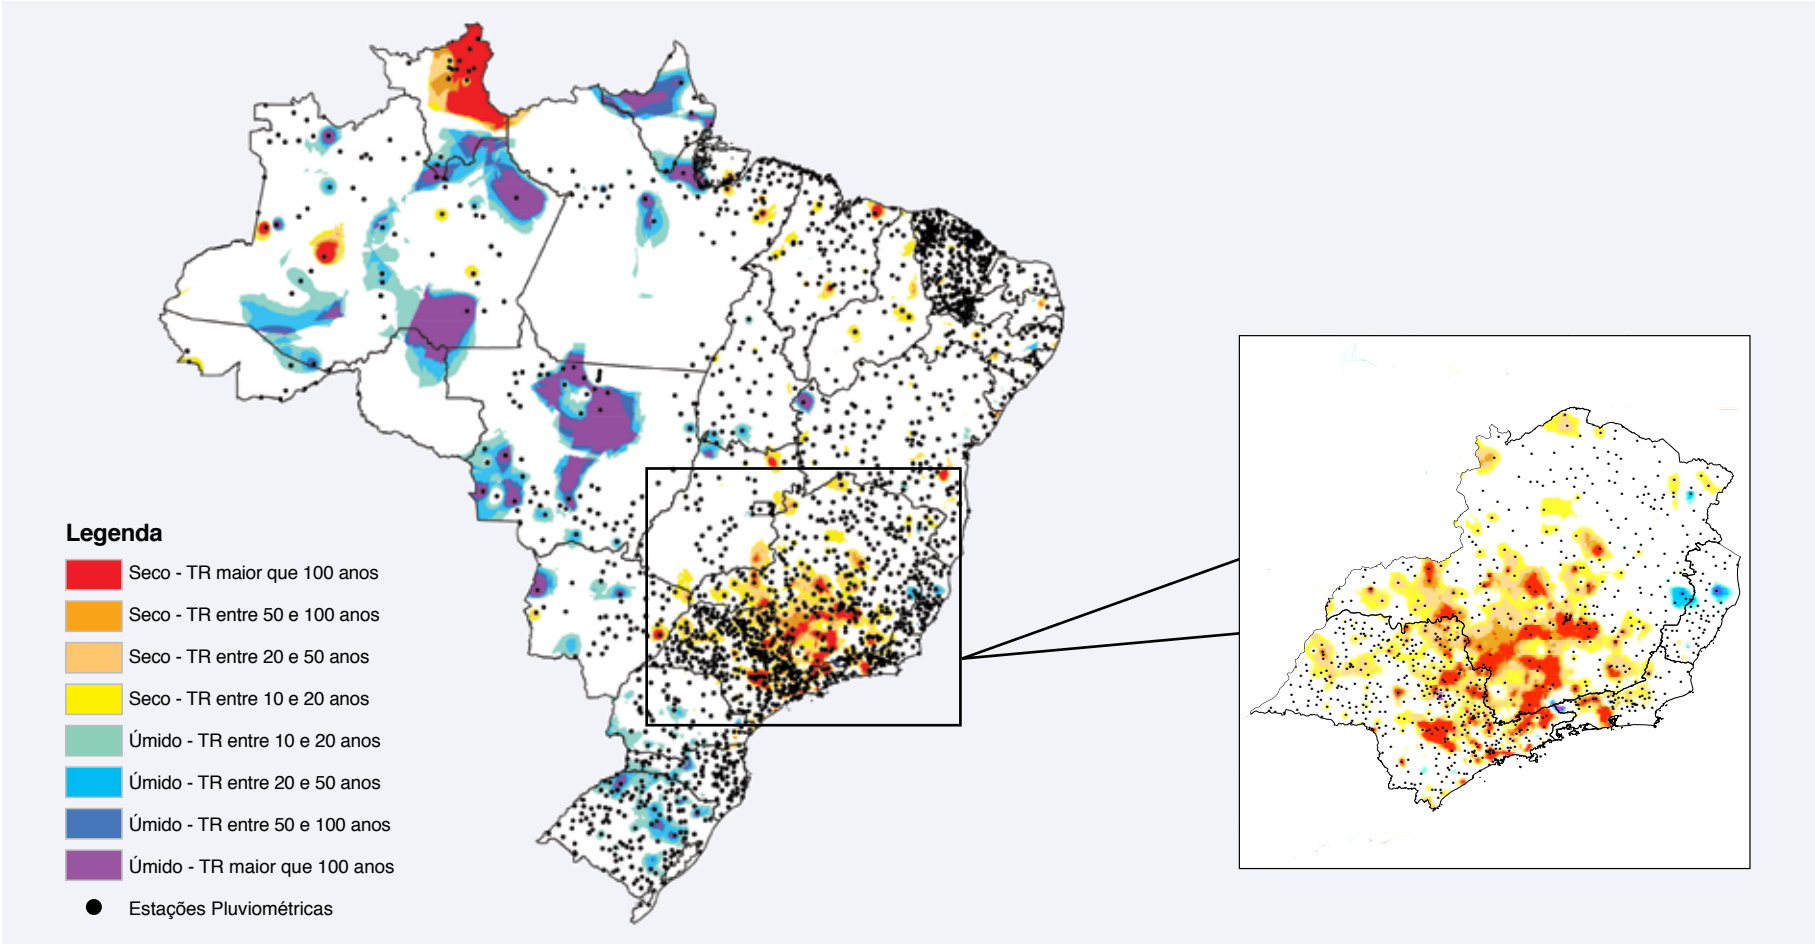 Legenda
Seco - TR maior que 100 anos
Seco - TR entre 50 e 100 anos
Seco - TR entre 20 e 50 anos
Seco - TR entre 10 e 20 anos
Úmido - TR entre 10 e 20 anos
Úmido - TR entre 20 e 50 anos
Úmido - TR entre 50 e 100 anos
Úmido - TR maior que 100 anos
Estações Pluviométricas